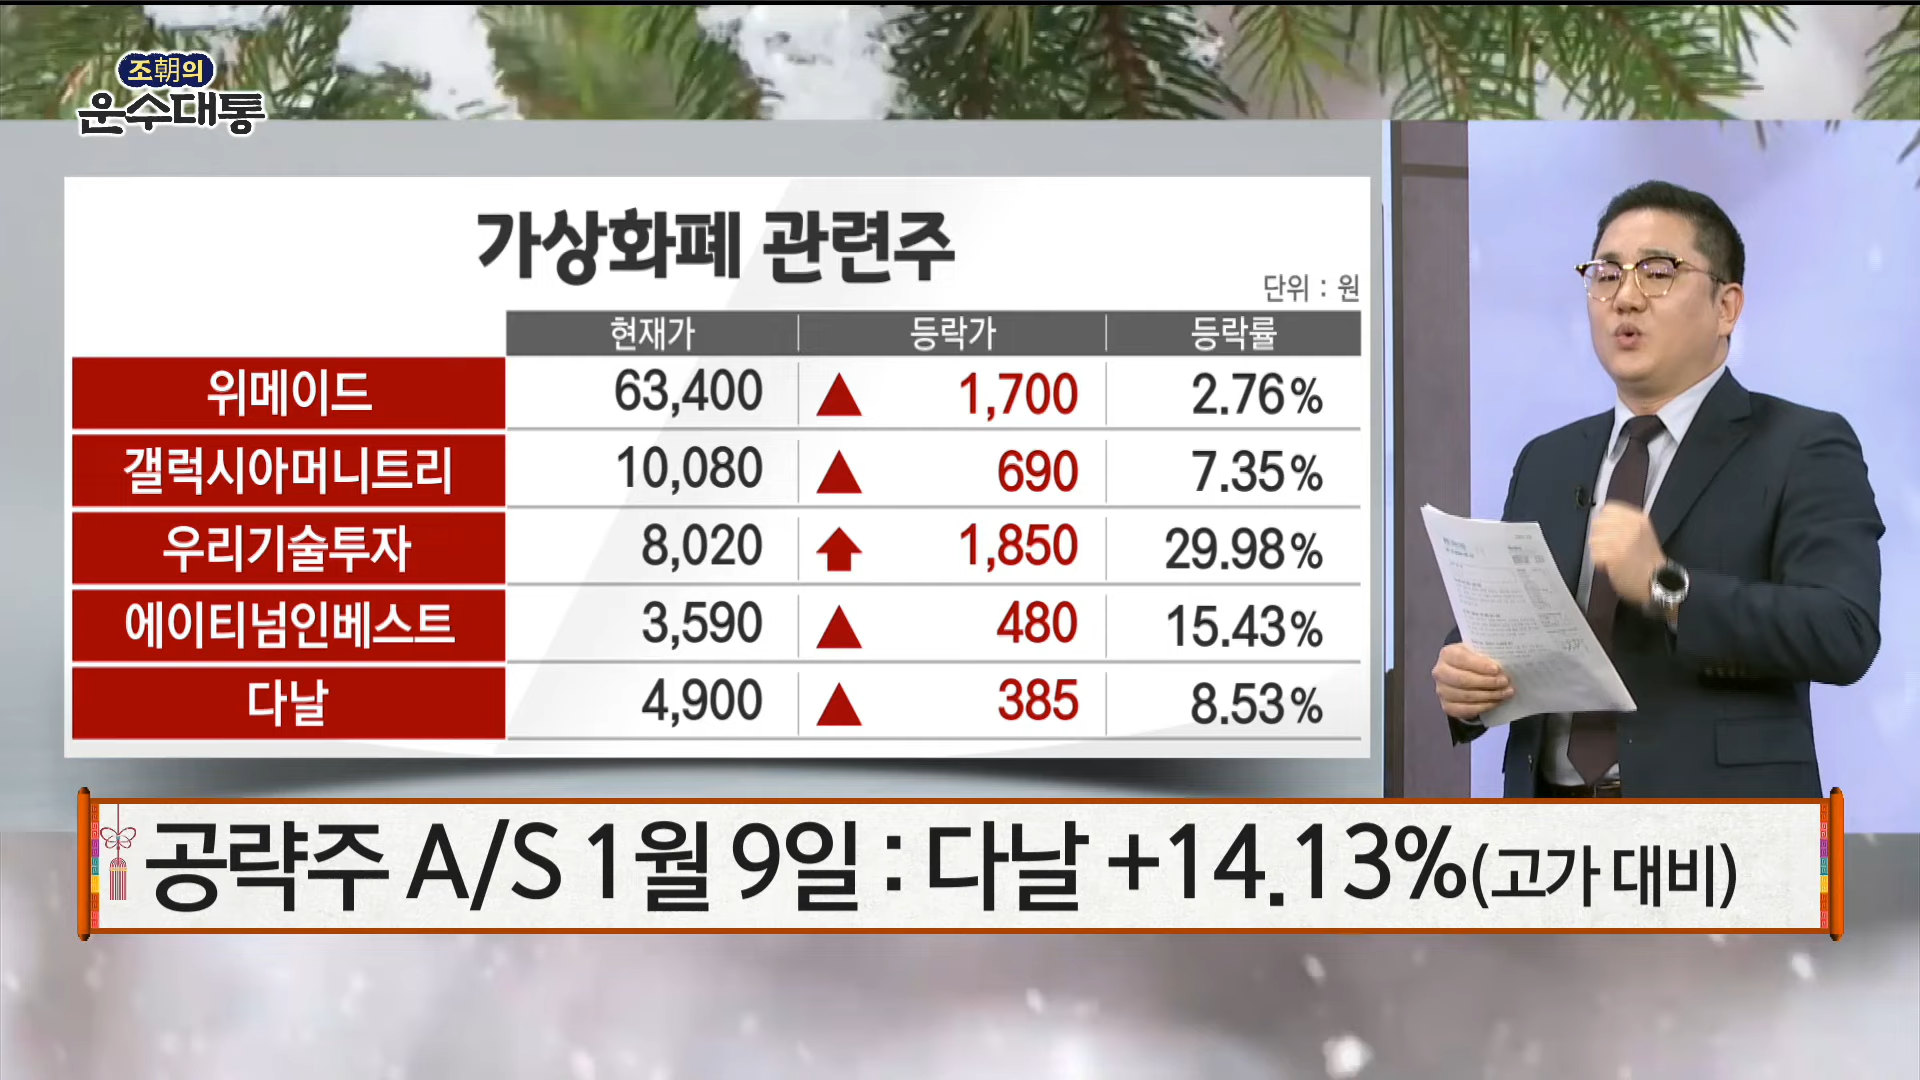 조朝의
운수대통
가상화폐 관련주
단위 : 원
현재가 등락가 등락률
위메이드 63,400 ▲ 1,700 2.76%
갤럭시아머니트리 10,080 ▲ 690 7.35%
우리기술투자 8,020 ⬆ 1,850 29.98%
에이티넘인베스트 3,590 ▲ 480 15.43%
다날 4,900 ▲ 385 8.53%
공략주 A/S 1월 9일 : 다날 +14.13%(고가 대비)